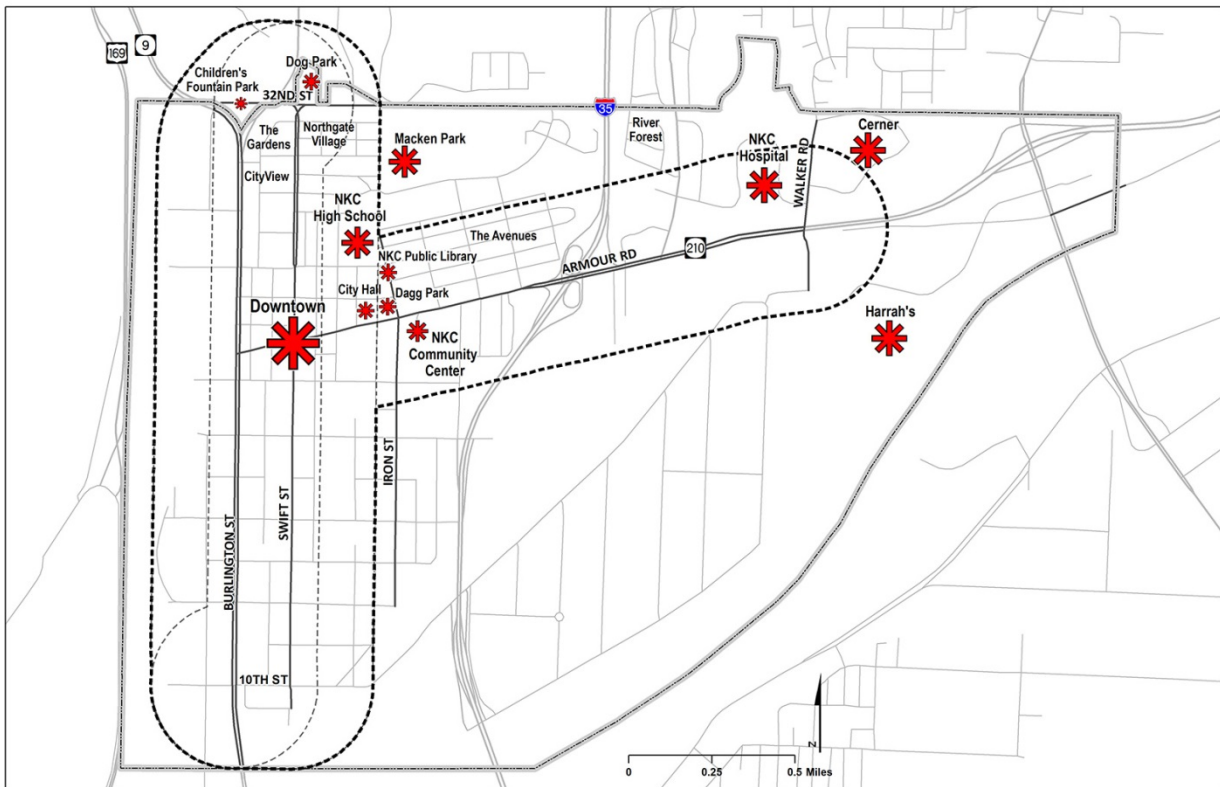 169
9
Children's
Fountain Park
Dog Park
32ND ST
The
Gardens
Northgate
Village
CityView
Macken Park
35
River
Forest
NKC
Hospital
WALKER RD
Cerner
NKC
High School
The Avenues
NKC Public Library
210
ARMOUR RD
City Hall
Dagg Park
Downtown
NKC
Community
Center
Harrah's
IRON ST
SWIFT ST
BURLINGTON ST
10TH ST
N
0 0.25 0.5 Miles